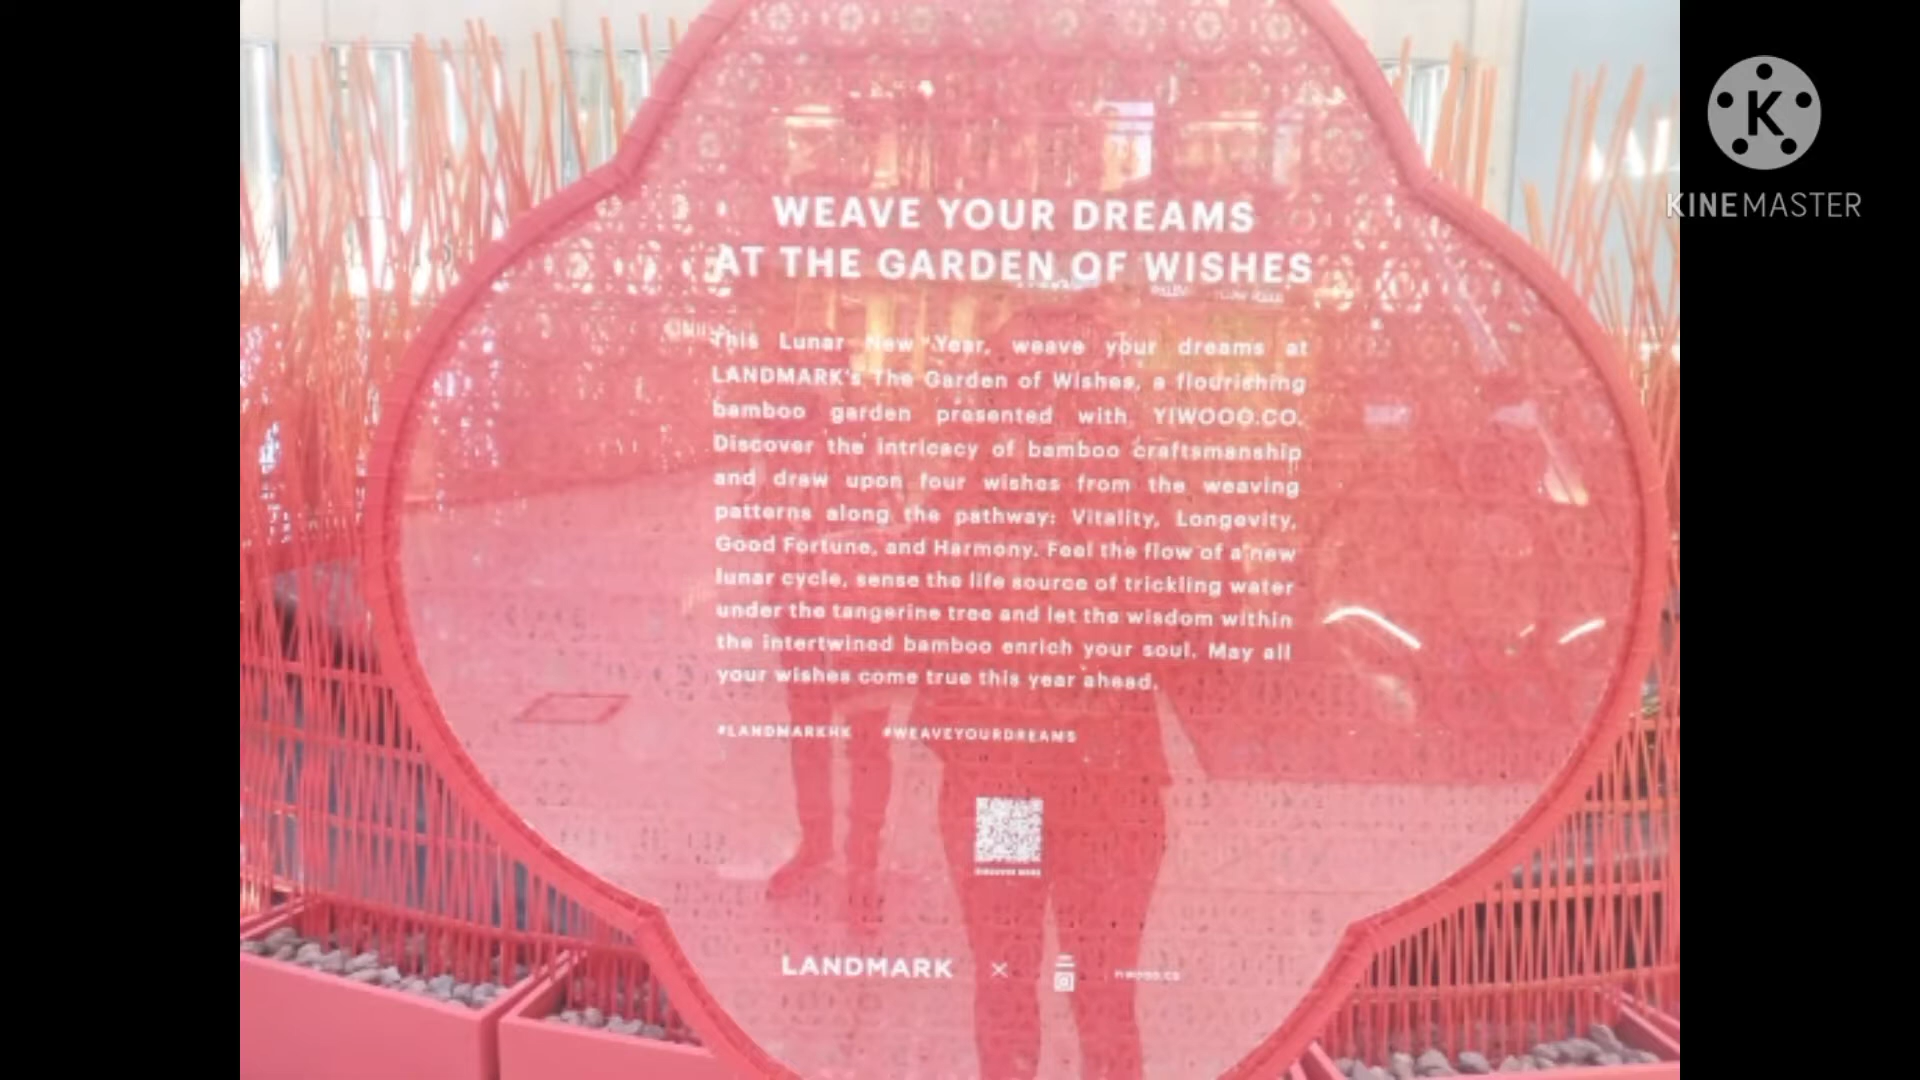 WEAVE YOUR DREAMS
AT THE GARDEN OF WISHES
This Lunar New Year, weave your dreams at
LANDMARK's The Garden of Wishes, a flourishing
bamboo garden presented with YIWOOO.CO.
Discover the intricacy of bamboo craftsmanship
and draw upon four wishes from the weaving
patterns along the pathway: Vitality, Longevity,
Good Fortune, and Harmony. Feel the flow of a new
lunar cycle, sense the life source of trickling water
under the tangerine tree and let the wisdom within
the intertwined bamboo enrich your soul. May all
your wishes come true this year ahead.
#LANDMARKHK #WEAVEYOURDREAMS
DISCOVER MORE
LANDMARK × YIWOOO.CO
K
KINEMASTER